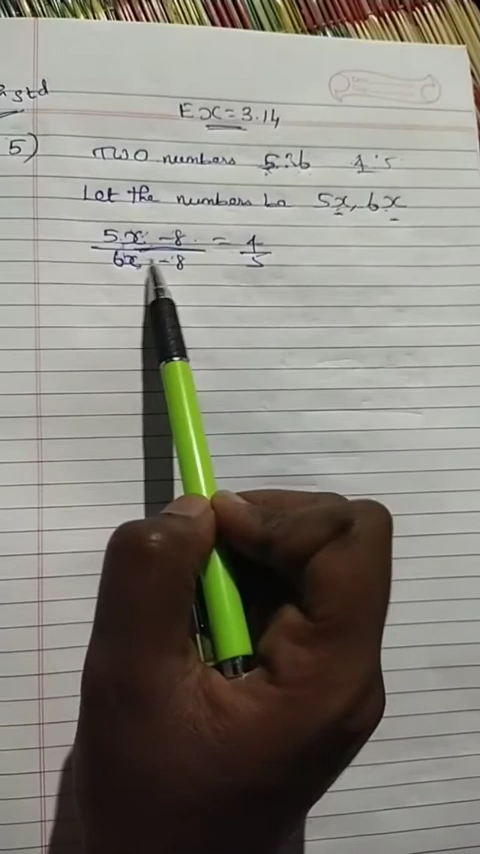 std
Ex = 3.14
5) Two numbers 5:6 4:5
Let the numbers be 5x, 6x
5x - 8 = 4
6x - 8 5